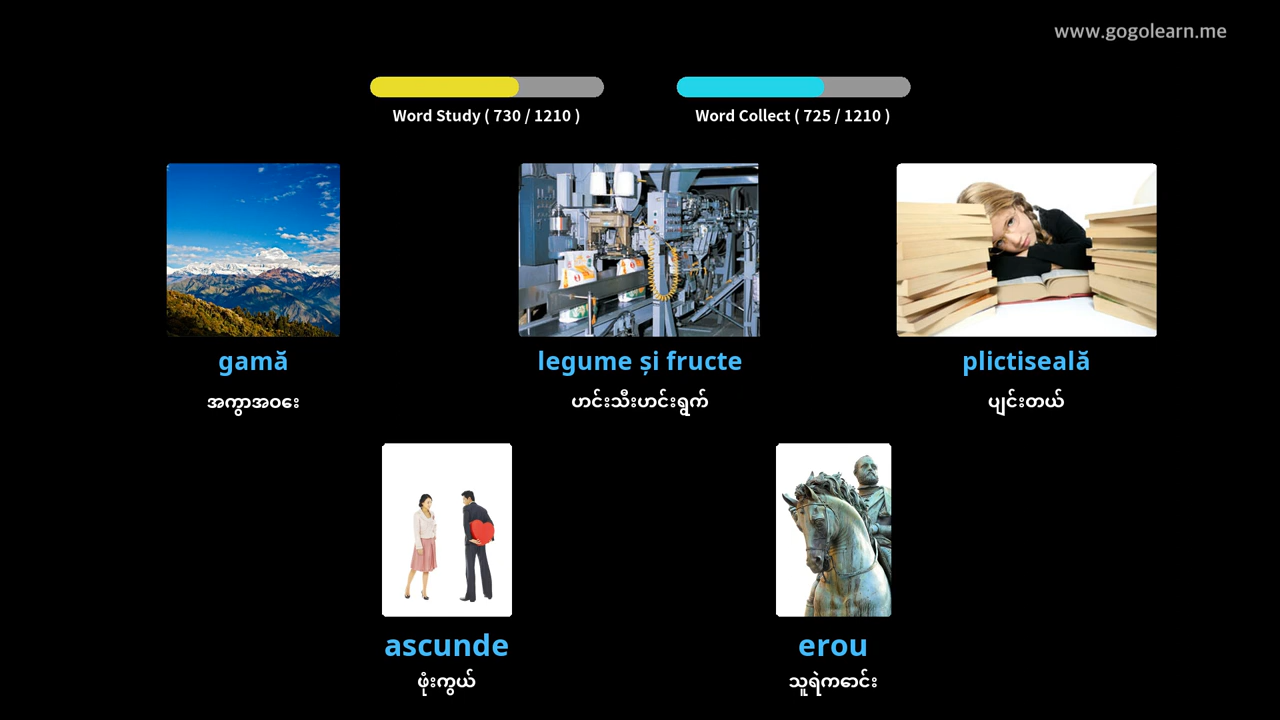 www.gogolearn.me
Word Study ( 730 / 1210 )
Word Collect ( 725 / 1210 )
gamă
legume și fructe
plictiseală
အကွာအဝေး
ဟင်းသီးဟင်းရွက်
ပျင်းတယ်
ascunde
erou
ဖုံးကွယ်
သူရဲကောင်း